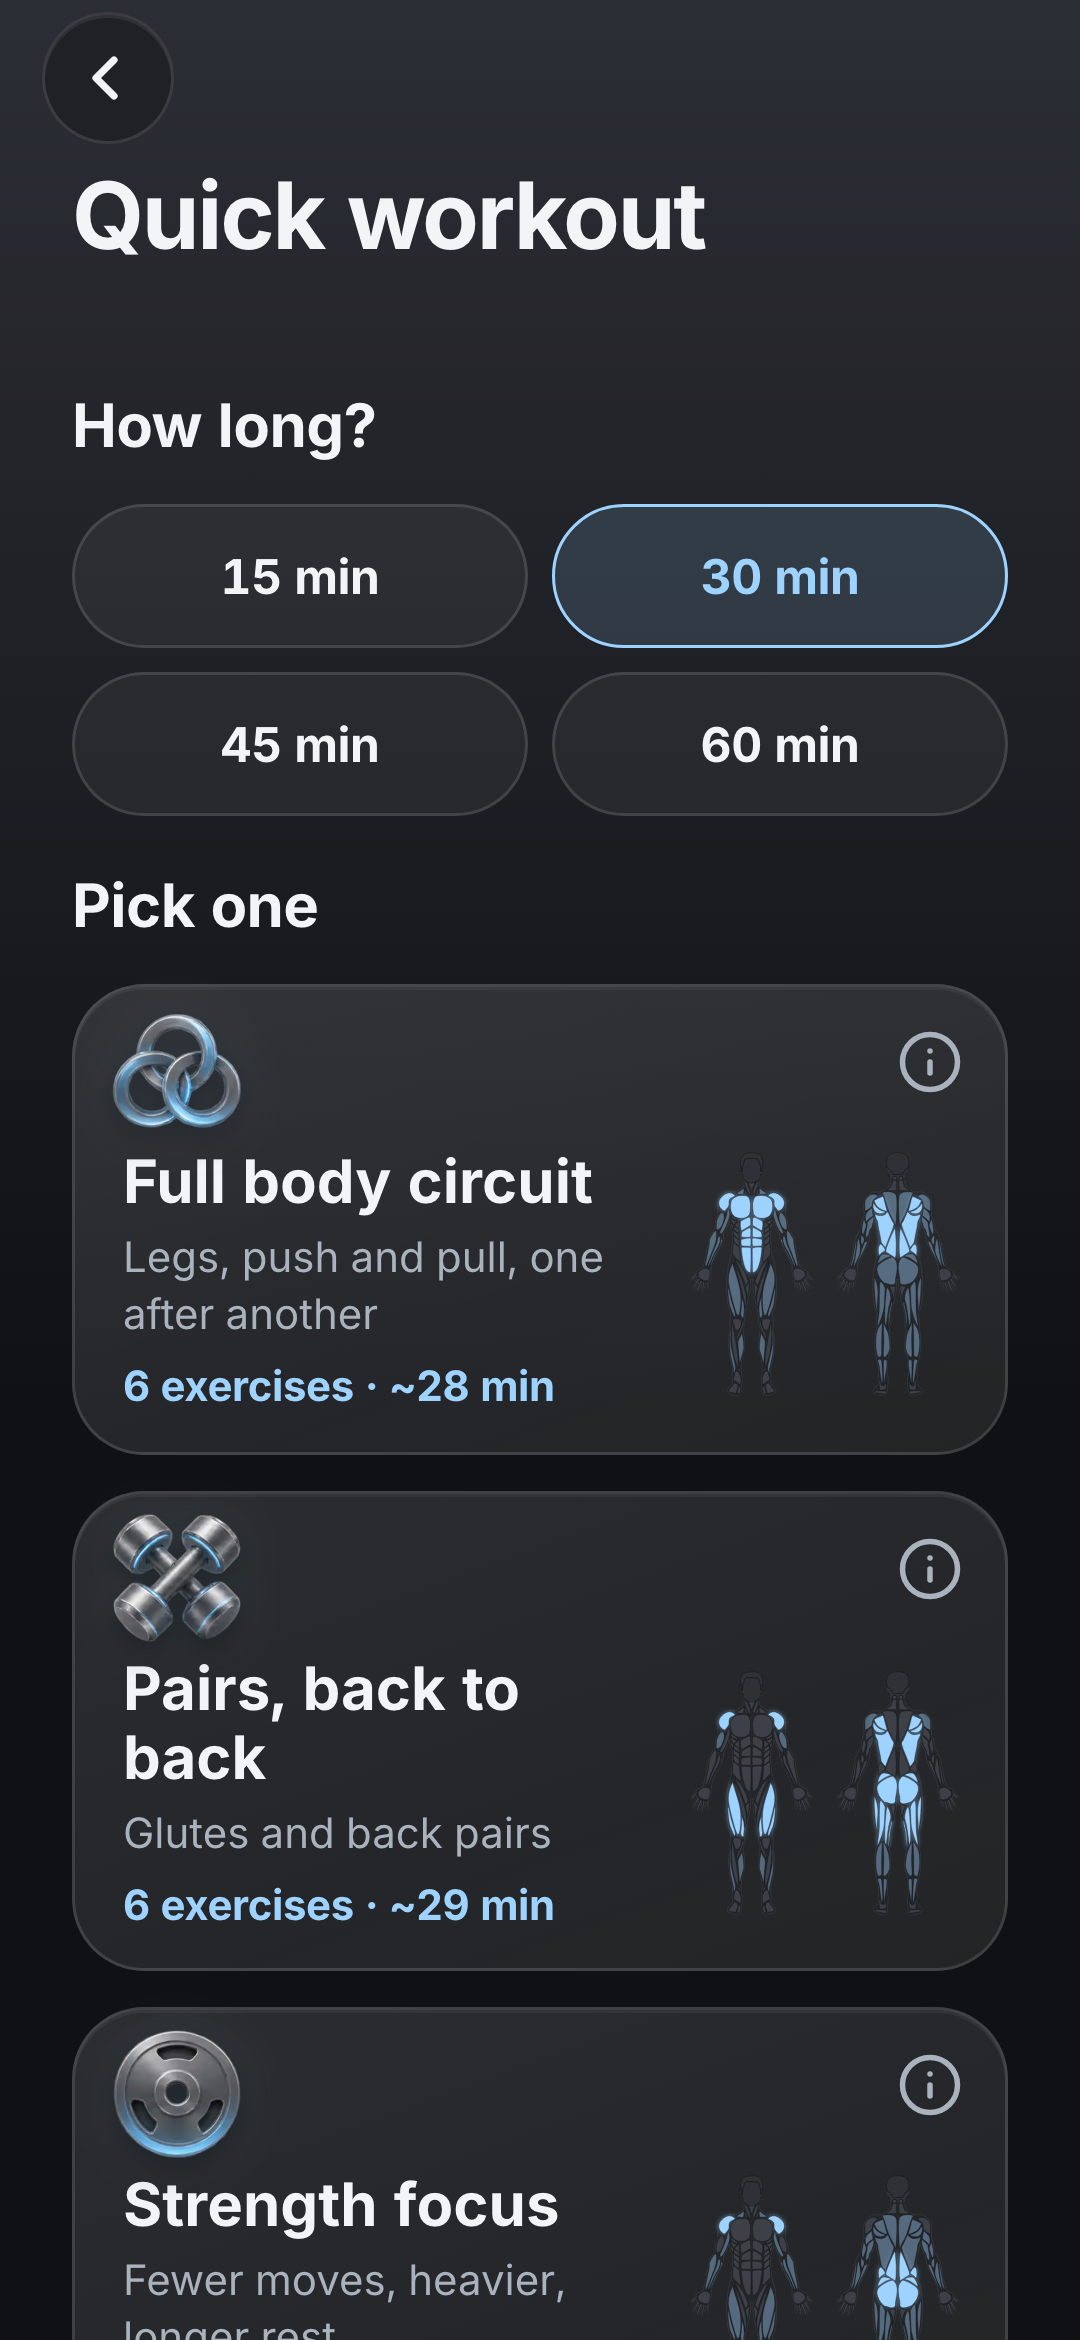 Quick workout
How long?
15 min
30 min
45 min
60 min
Pick one
Full body circuit
Legs, push and pull, one
after another
6 exercises · ~28 min
Pairs, back to
back
Glutes and back pairs
6 exercises · ~29 min
Strength focus
Fewer moves, heavier,
longer rest